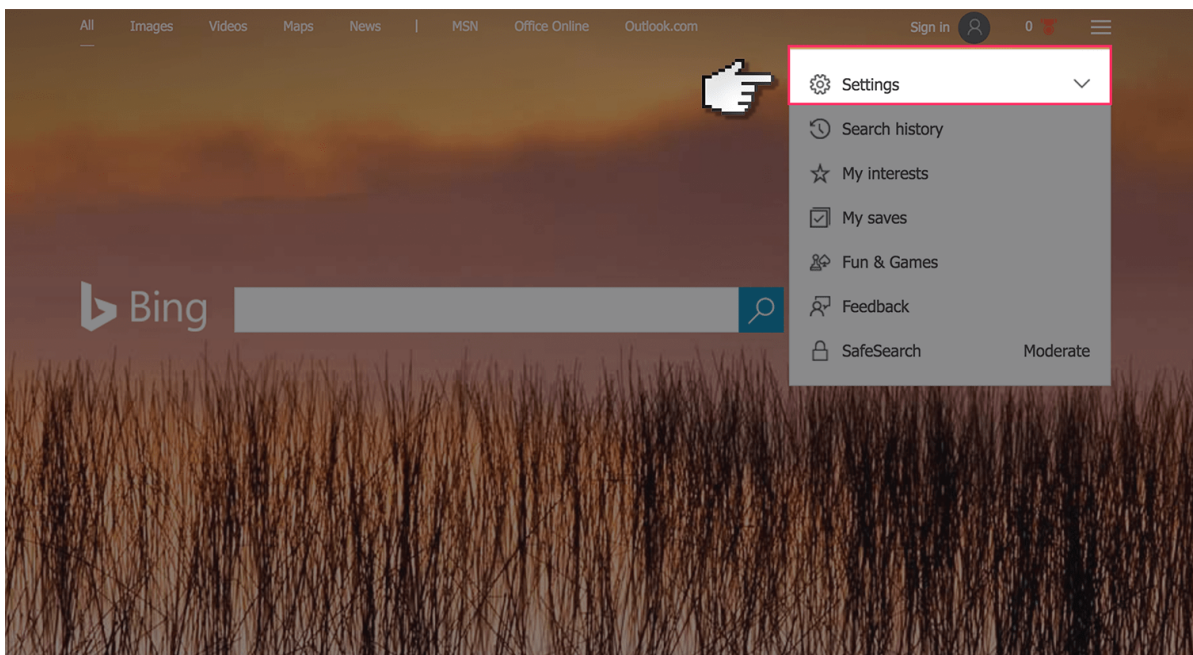 All Images Videos Maps News | MSN Office Online Outlook.com Sign in 0
Settings
Search history
My interests
My saves
Fun & Games
Bing
Feedback
SafeSearch Moderate